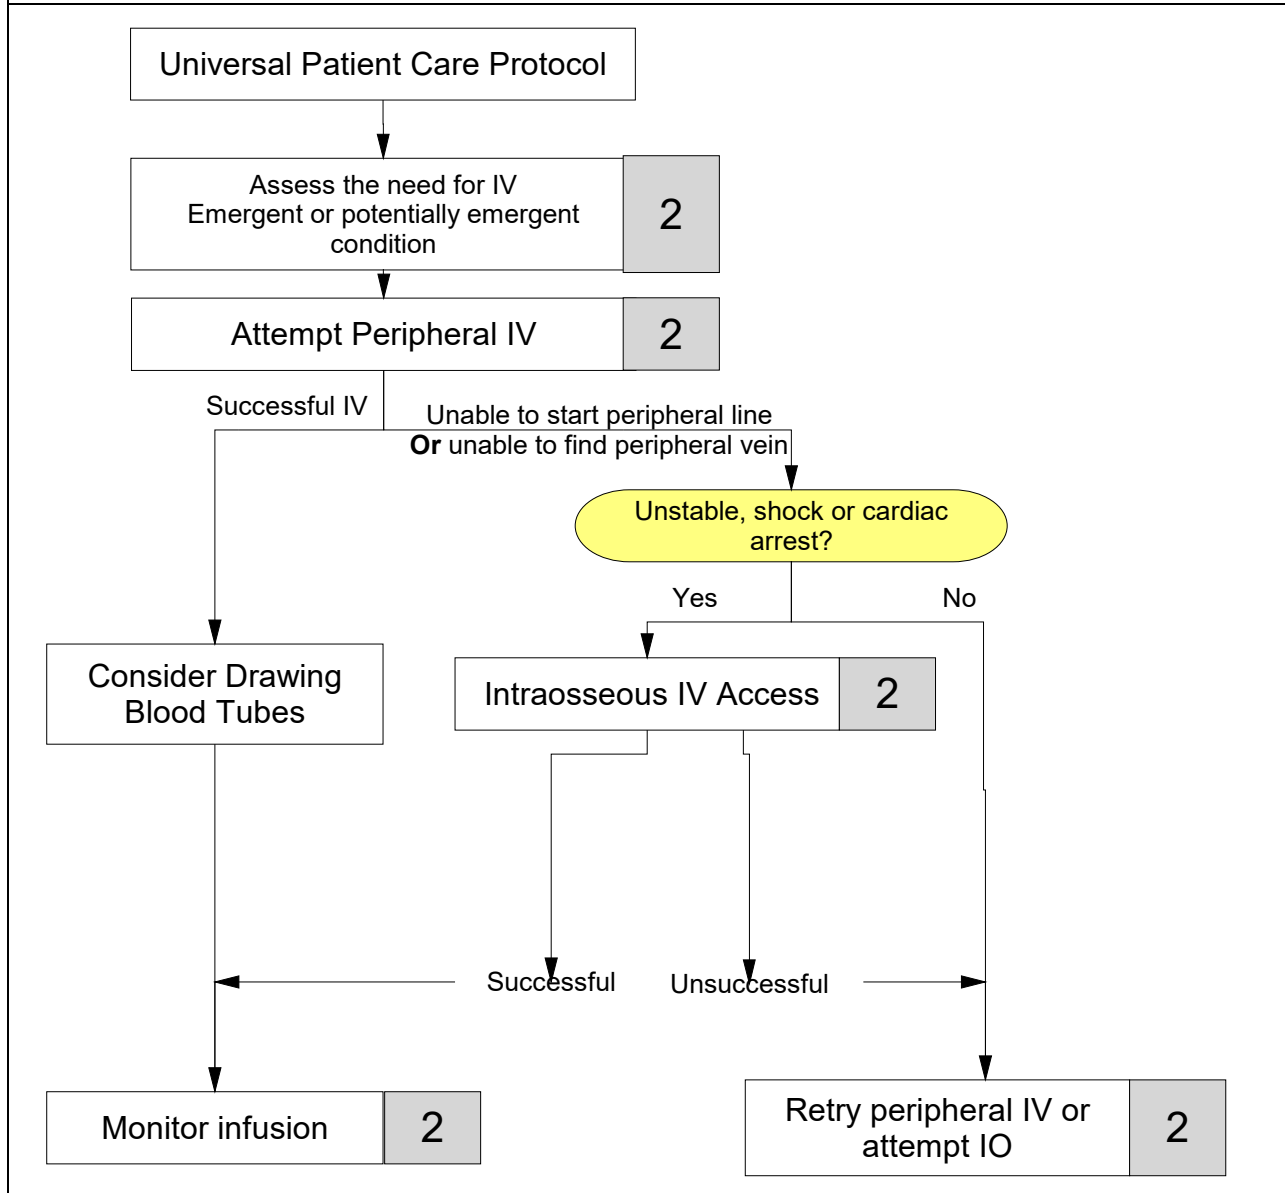 Universal Patient Care Protocol
Assess the need for IV
Emergent or potentially emergent
condition
2
Attempt Peripheral IV
2
Successful IV
Unable to start peripheral line
Or unable to find peripheral vein
Unstable, shock or cardiac
arrest?
Yes
No
Consider Drawing
Blood Tubes
Intraosseous IV Access
2
Successful
Unsuccessful
Monitor infusion
2
Retry peripheral IV or
attempt IO
2